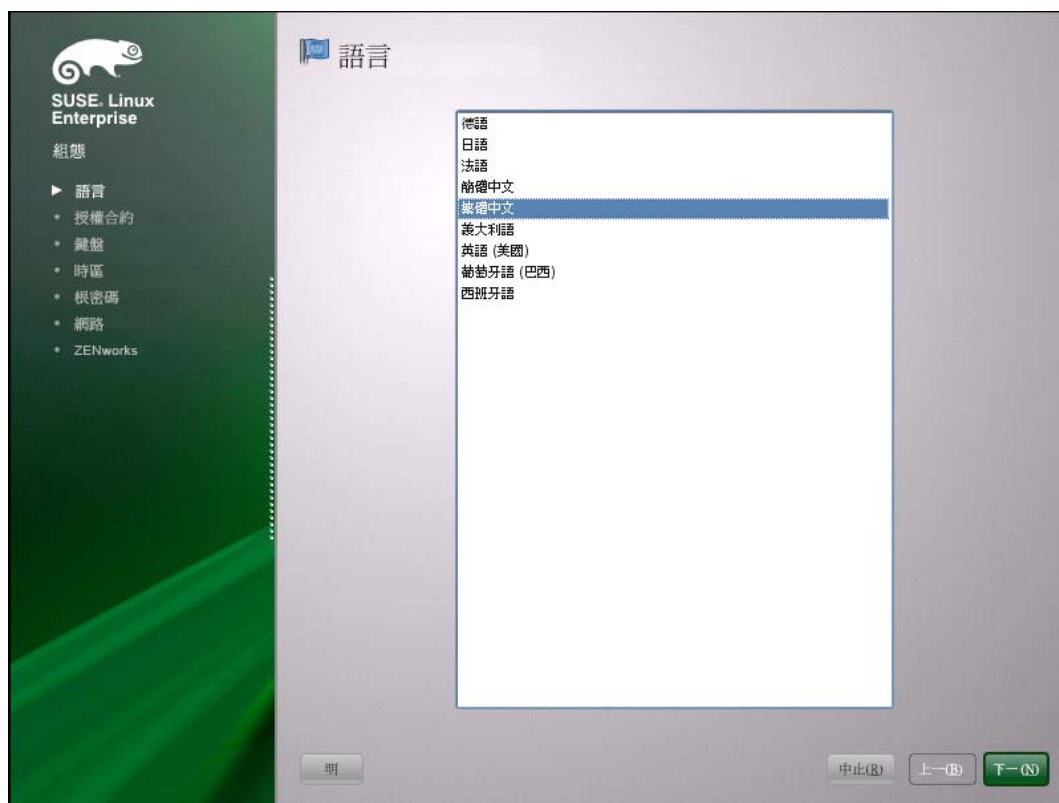 SUSE. Linux
Enterprise
組態
語言
授權合約
鍵盤
時區
根密碼
網路
ZENworks
語言
德語
日語
法語
簡體中文
繁體中文
義大利語
英語 (美國)
葡萄牙語 (巴西)
西班牙語
明
中止(R)
上一(B)
下一(N)